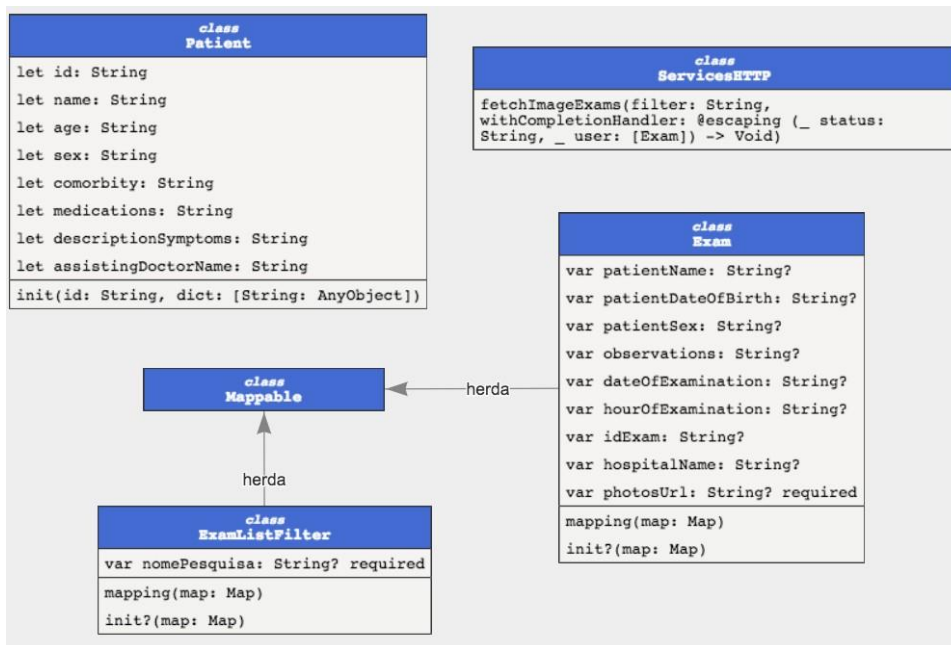 class
Patient
let id: String
let name: String
let age: String
let sex: String
let comorbity: String
let medications: String
let descriptionSymptoms: String
let assistingDoctorName: String
init(id: String, dict: [String: AnyObject])
class
ServicesHTTP
fetchImageExams(filter: String,
withCompletionHandler: @escaping (_ status:
String, _ user: [Exam]) -> Void)
class
Exam
var patientName: String?
var patientDateOfBirth: String?
var patientSex: String?
var observations: String?
var dateOfExamination: String?
var hourOfExamination: String?
var idExam: String?
var hospitalName: String?
var photosUrl: String? required
mapping(map: Map)
init?(map: Map)
class
Mappable
herda
herda
class
ExamListFilter
var nomePesquisa: String? required
mapping(map: Map)
init?(map: Map)